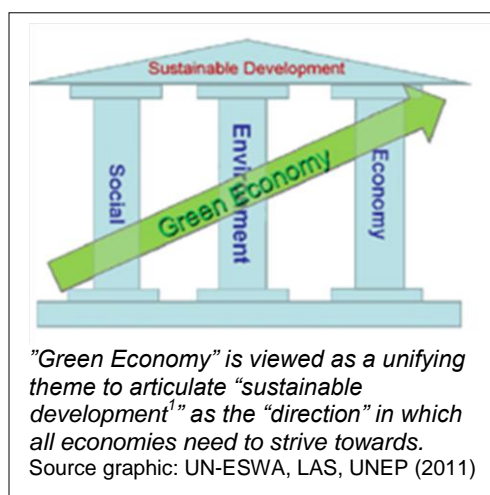 Sustainable Development
Social
Environment
Economy
Green Economy
”Green Economy” is viewed as a unifying
theme to articulate “sustainable
development¹” as the “direction” in which
all economies need to strive towards.
Source graphic: UN-ESWA, LAS, UNEP (2011)